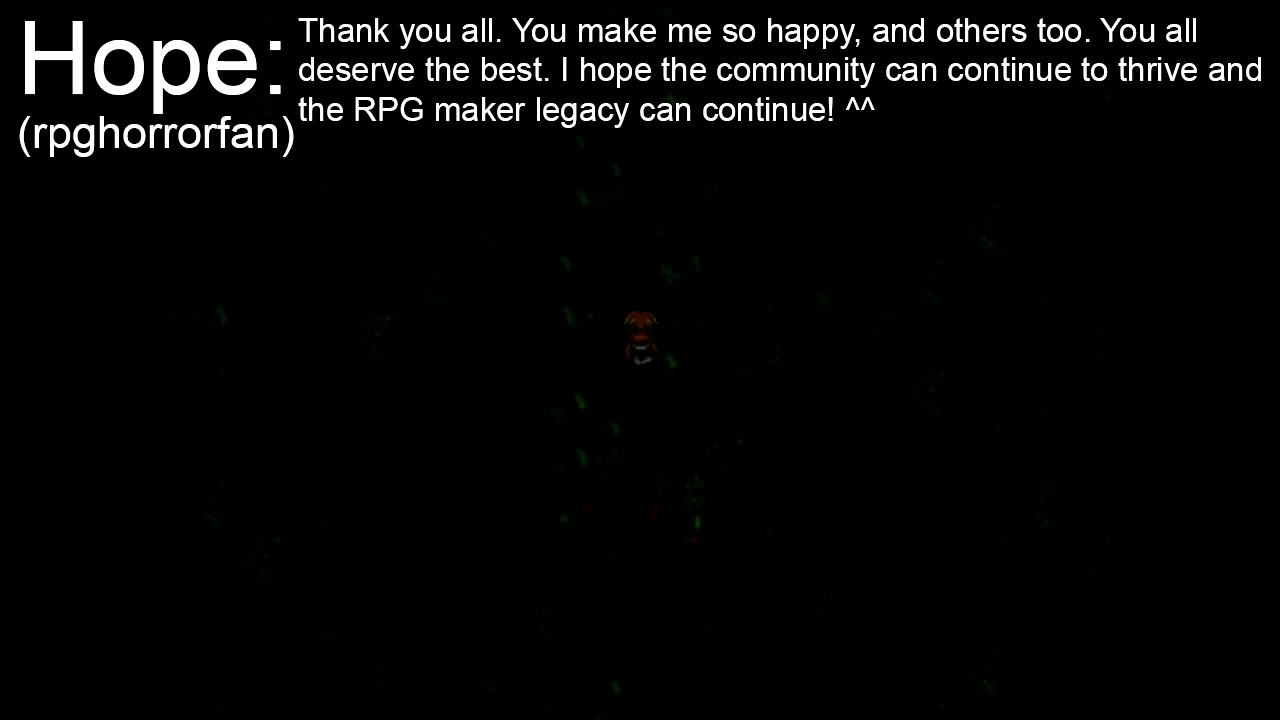 Hope:
(rpghorrorfan)
Thank you all. You make me so happy, and others too. You all
deserve the best. I hope the community can continue to thrive and
the RPG maker legacy can continue! ^^